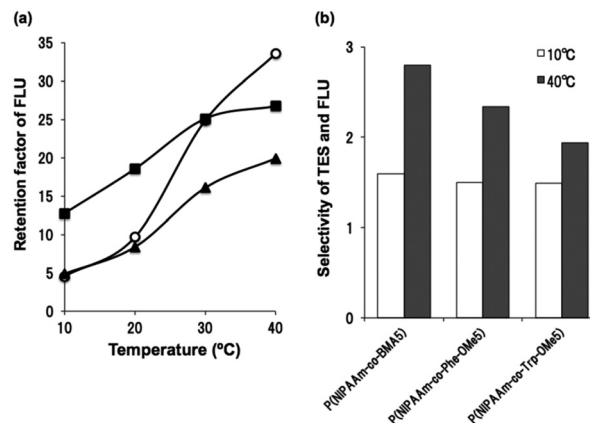 (a)
35
30
25
20
15
10
5
0
Retention factor of FLU
10 20 30 40
Temperature (ºC)
(b)
3
2
1
0
Selectivity of TES and FLU
10ºC
40ºC
P(NIPAAm-co-BMA5)
P(NIPAAm-co-Phe-OMe5)
P(NIPAAm-co-Trp-OMe5)